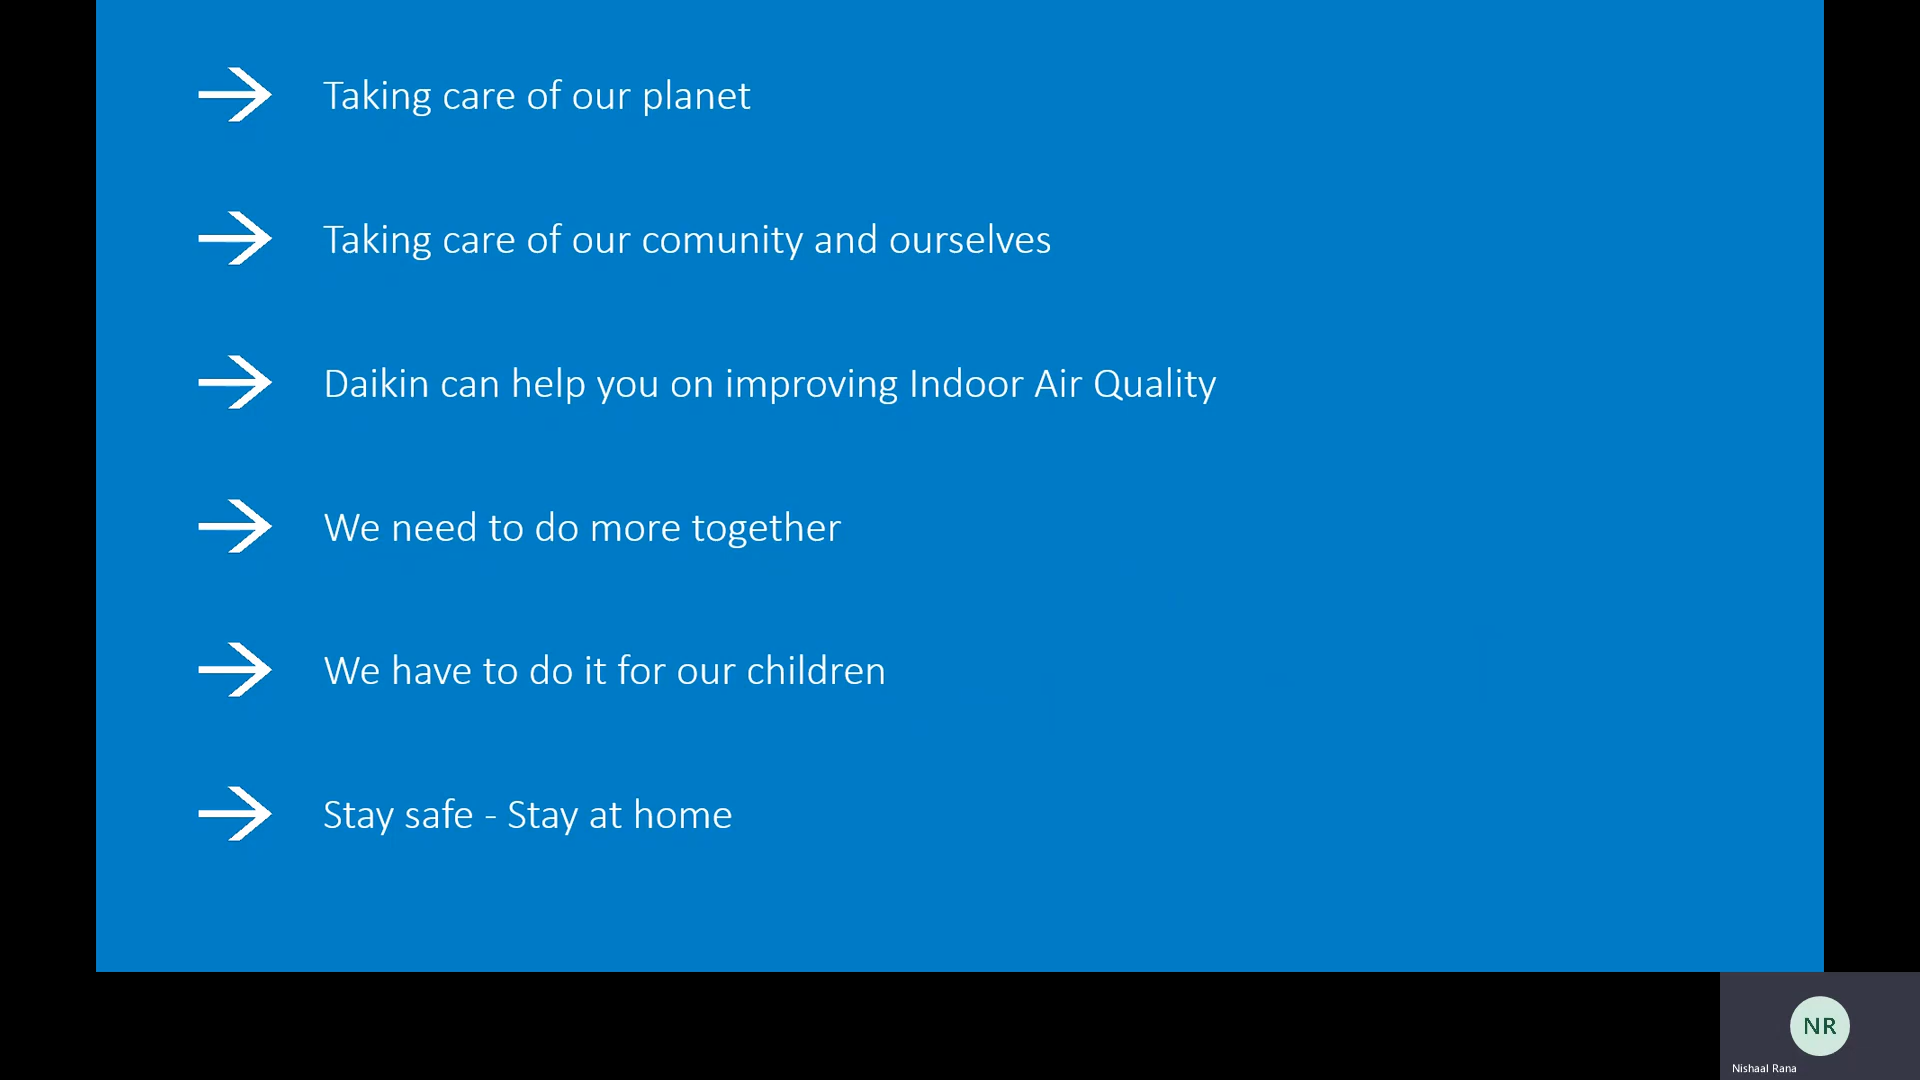 Taking care of our planet
Taking care of our comunity and ourselves
Daikin can help you on improving Indoor Air Quality
We need to do more together
We have to do it for our children
Stay safe - Stay at home
NR
Nishaal Rana